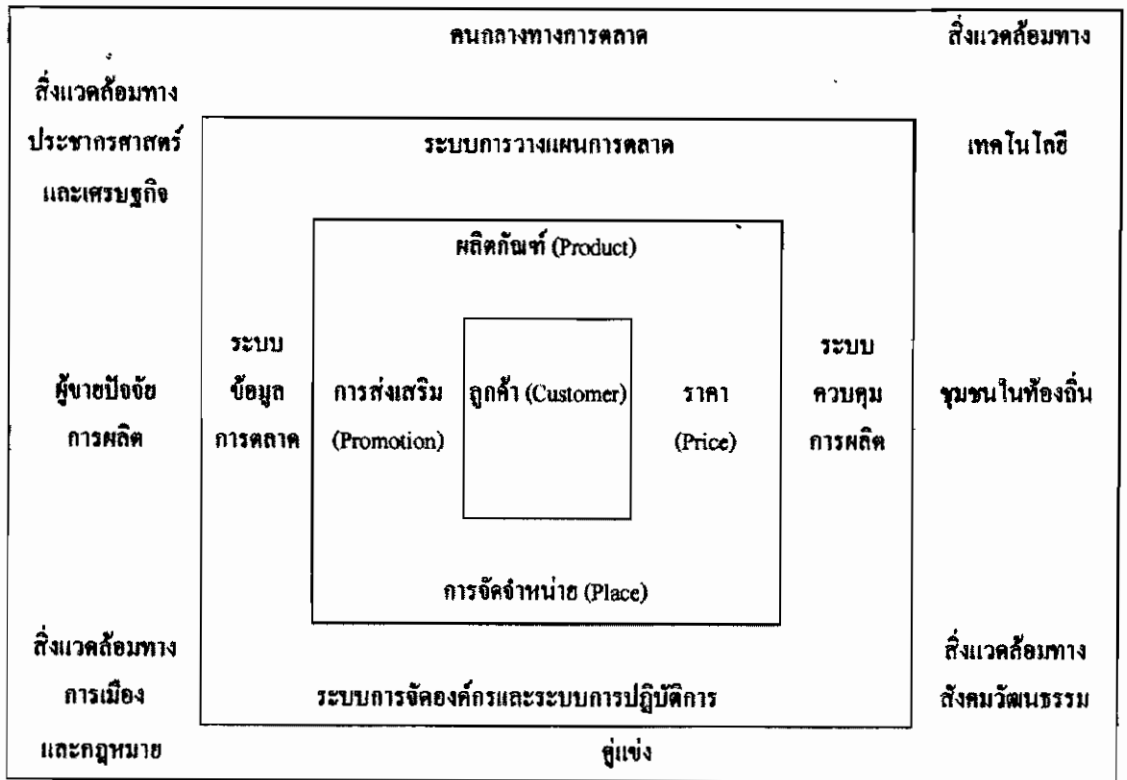 คนกลางทางการตลาด
สิ่งแวดล้อมทาง
เทคโนโลยี
สิ่งแวดล้อมทาง
ประชากรศาสตร์
และเศรษฐกิจ
ระบบการวางแผนการตลาด
ผลิตภัณฑ์ (Product)
ผู้ขายปัจจัย
การผลิต
ระบบ
ข้อมูล
การตลาด
การส่งเสริม
(Promotion)
ลูกค้า (Customer)
ราคา
(Price)
ระบบ
ควบคุม
การผลิต
ชุมชนในท้องถิ่น
การจัดจำหน่าย (Place)
ระบบการจัดองค์กรและระบบการปฏิบัติการ
สิ่งแวดล้อมทาง
การเมือง
และกฎหมาย
คู่แข่ง
สิ่งแวดล้อมทาง
สังคมวัฒนธรรม